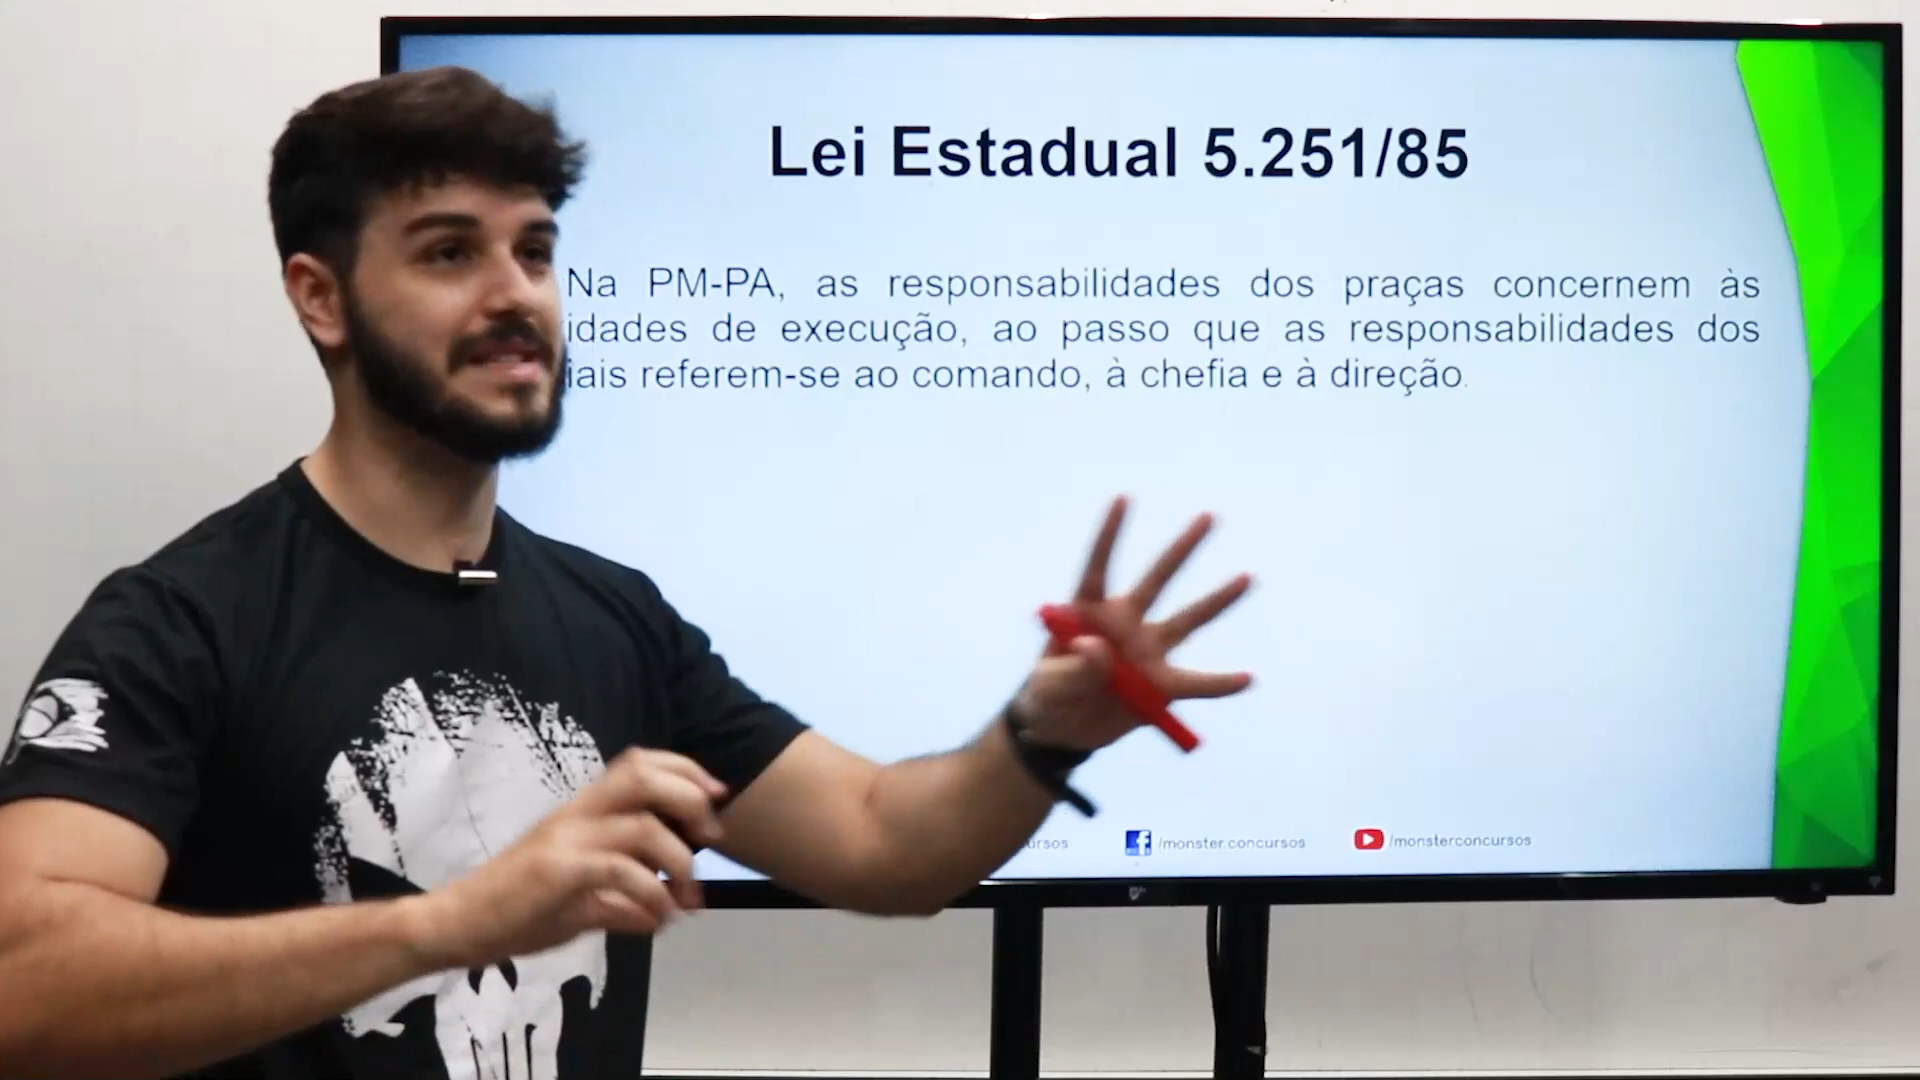 Lei Estadual 5.251/85
Na PM-PA, as responsabilidades dos praças concernem às
idades de execução, ao passo que as responsabilidades dos
iais referem-se ao comando, à chefia e à direção.
ursos /monster.concursos /monsterconcursos